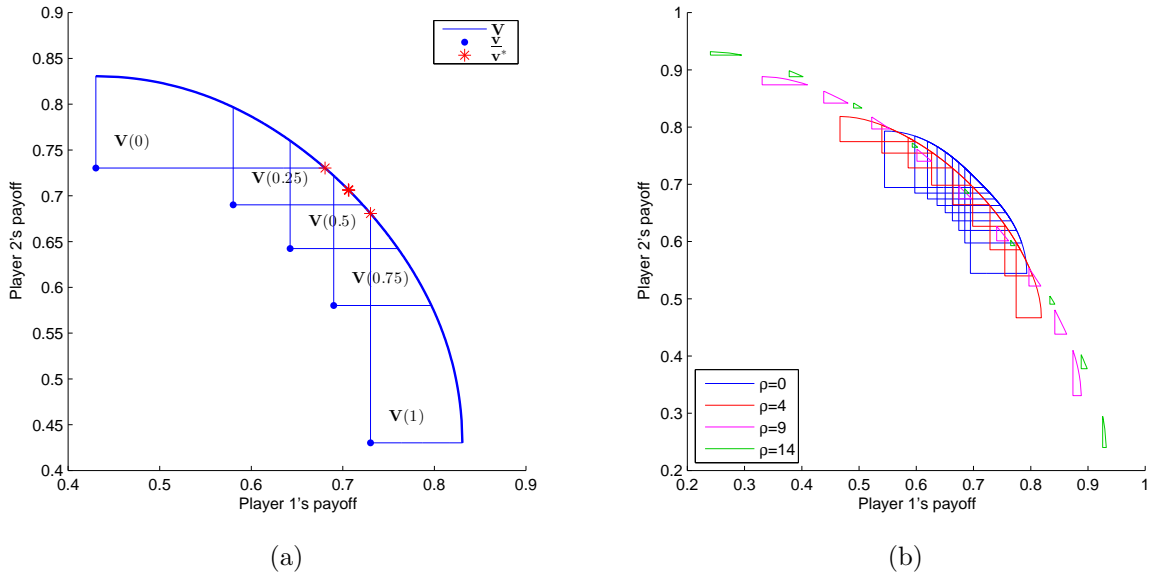 0.9
0.85
0.8
0.75
0.7
0.65
0.6
0.55
0.5
0.45
0.4
0.4 0.5 0.6 0.7 0.8 0.9
Player 1's payoff
Player 2's payoff
V
v
v*
V(0)
V(0.25)
V(0.5)
V(0.75)
V(1)
(a)
1
0.9
0.8
0.7
0.6
0.5
0.4
0.3
0.2
0.2 0.3 0.4 0.5 0.6 0.7 0.8 0.9 1
Player 1's payoff
Player 2's payoff
ρ=0
ρ=4
ρ=9
ρ=14
(b)